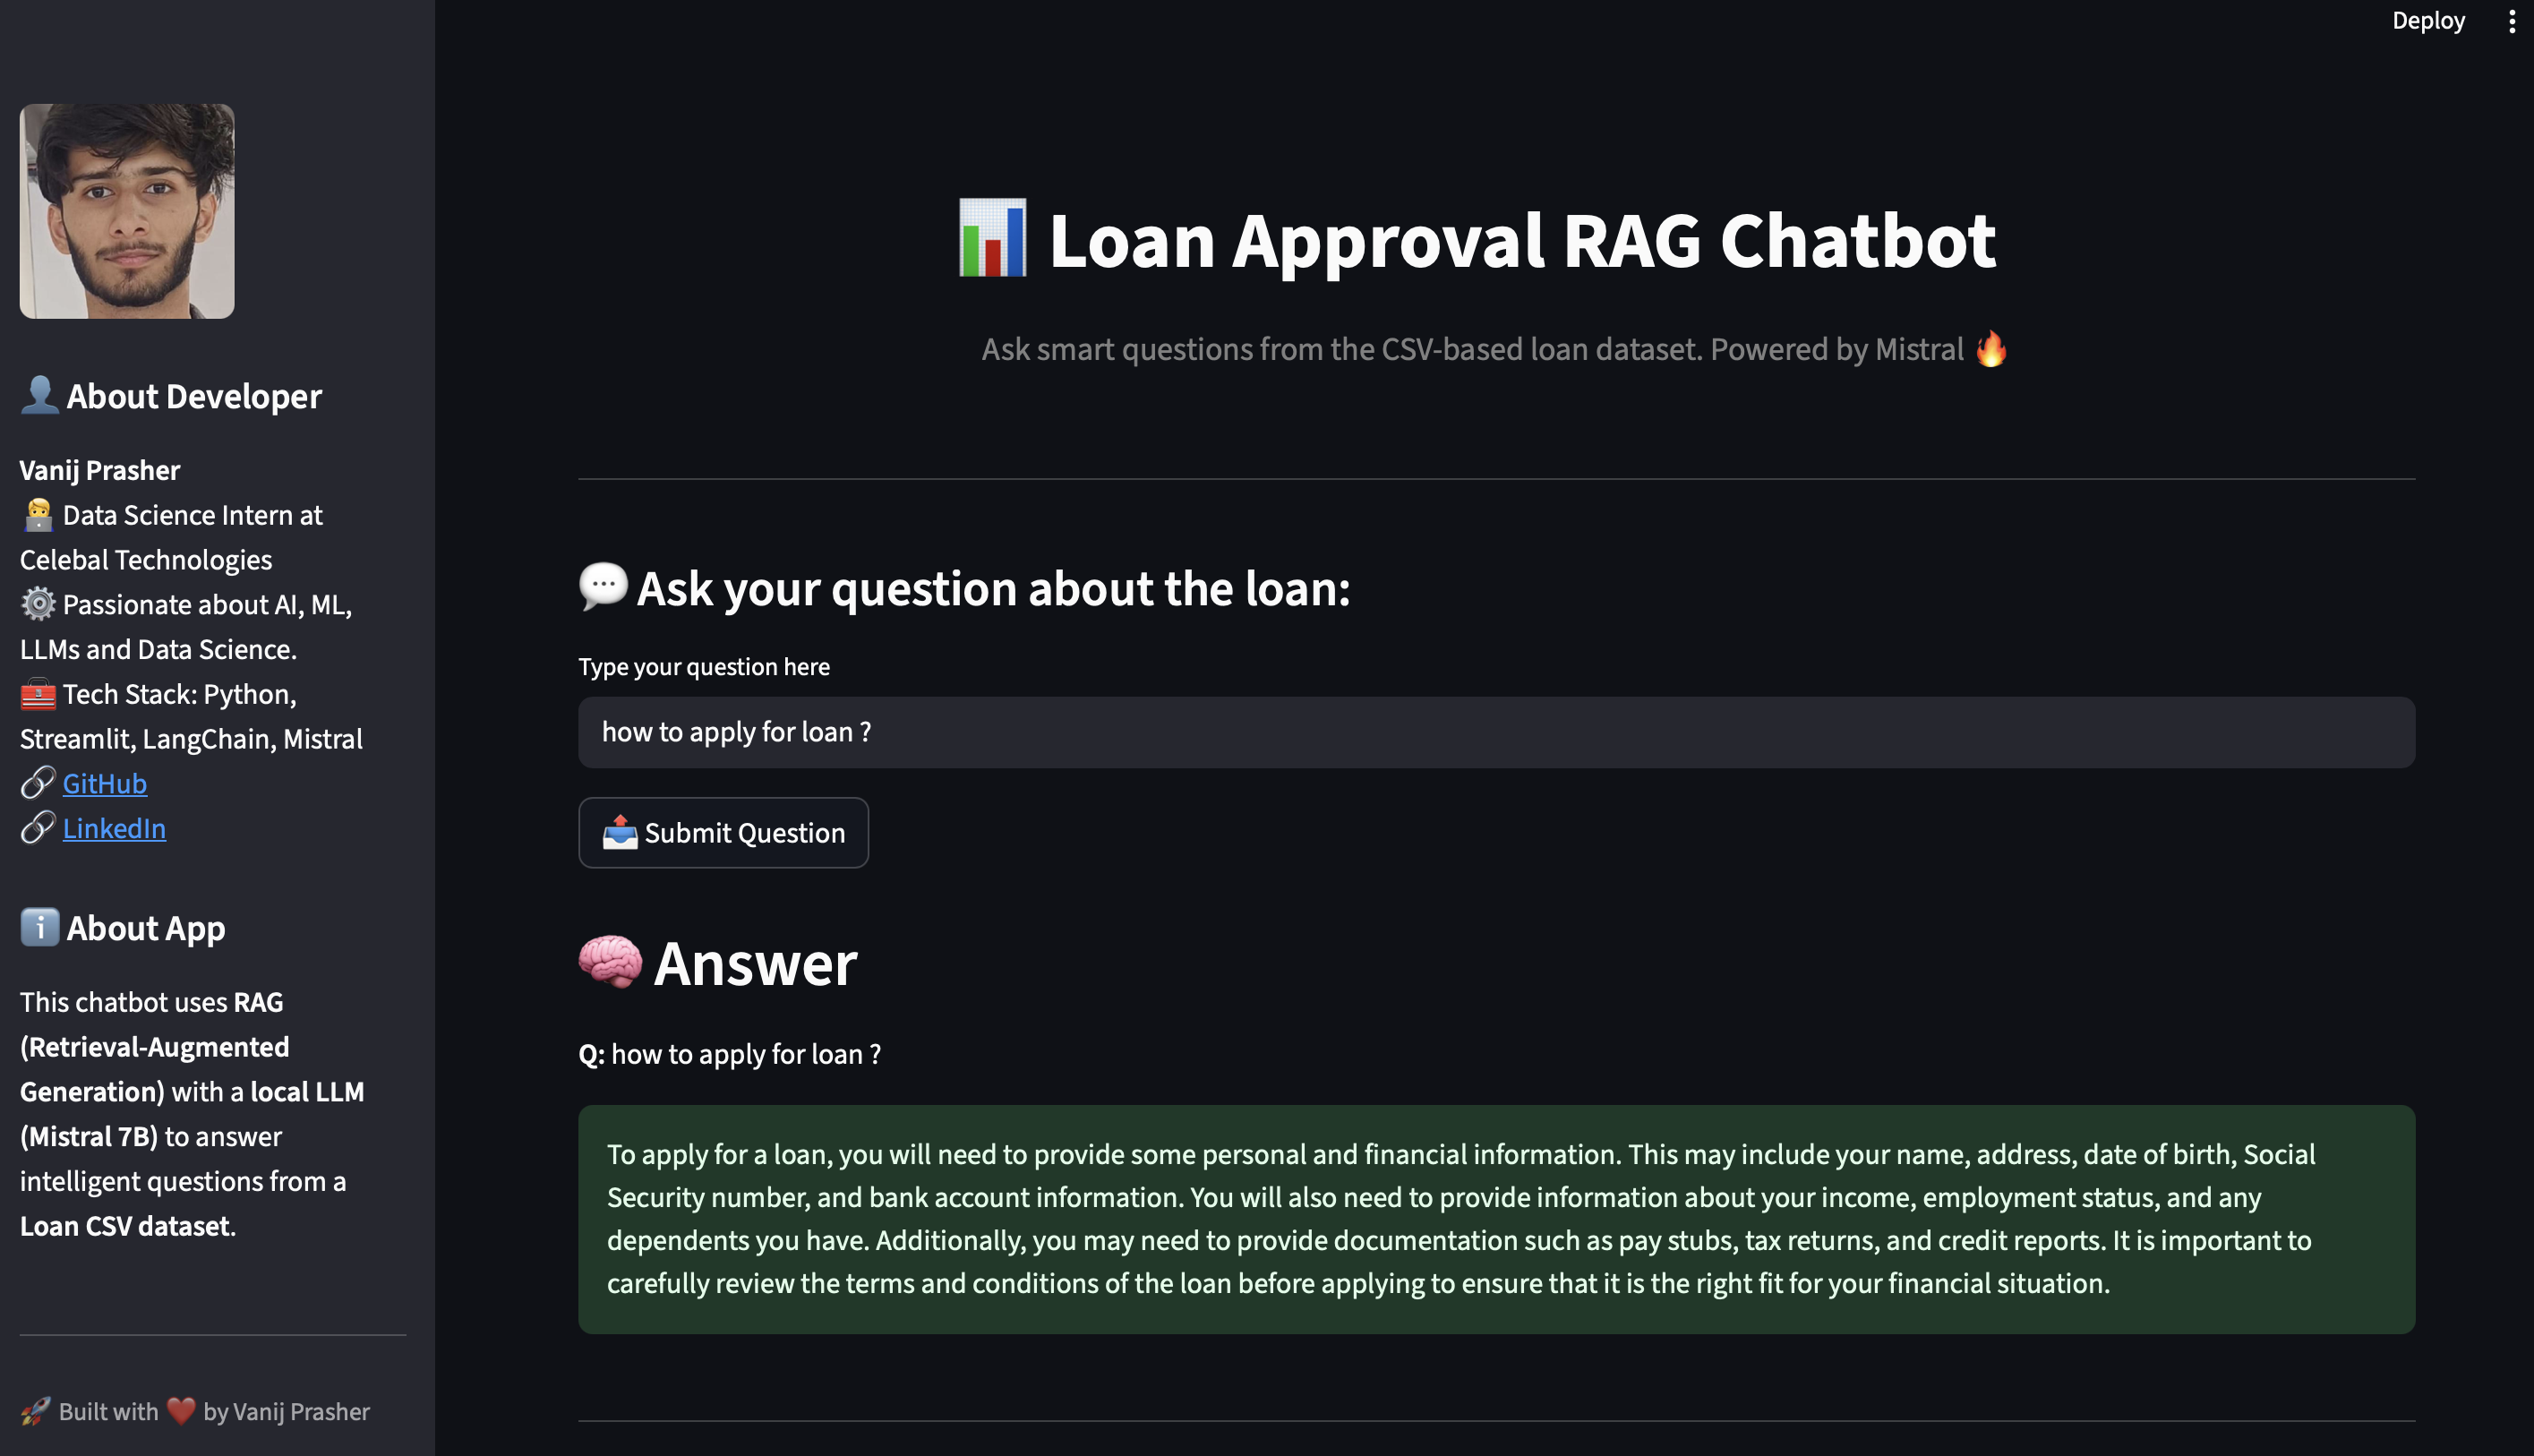 Deploy
About Developer
Vanij Prasher
Data Science Intern at
Celebal Technologies
Passionate about AI, ML,
LLMs and Data Science.
Tech Stack: Python,
Streamlit, LangChain, Mistral
GitHub
LinkedIn
About App
This chatbot uses RAG
(Retrieval-Augmented
Generation) with a local LLM
(Mistral 7B) to answer
intelligent questions from a
Loan CSV dataset.
Built with ❤️ by Vanij Prasher
Loan Approval RAG Chatbot
Ask smart questions from the CSV-based loan dataset. Powered by Mistral 🔥
Ask your question about the loan:
Type your question here
how to apply for loan ?
Submit Question
Answer
Q: how to apply for loan ?
To apply for a loan, you will need to provide some personal and financial information. This may include your name, address, date of birth, Social
Security number, and bank account information. You will also need to provide information about your income, employment status, and any
dependents you have. Additionally, you may need to provide documentation such as pay stubs, tax returns, and credit reports. It is important to
carefully review the terms and conditions of the loan before applying to ensure that it is the right fit for your financial situation.